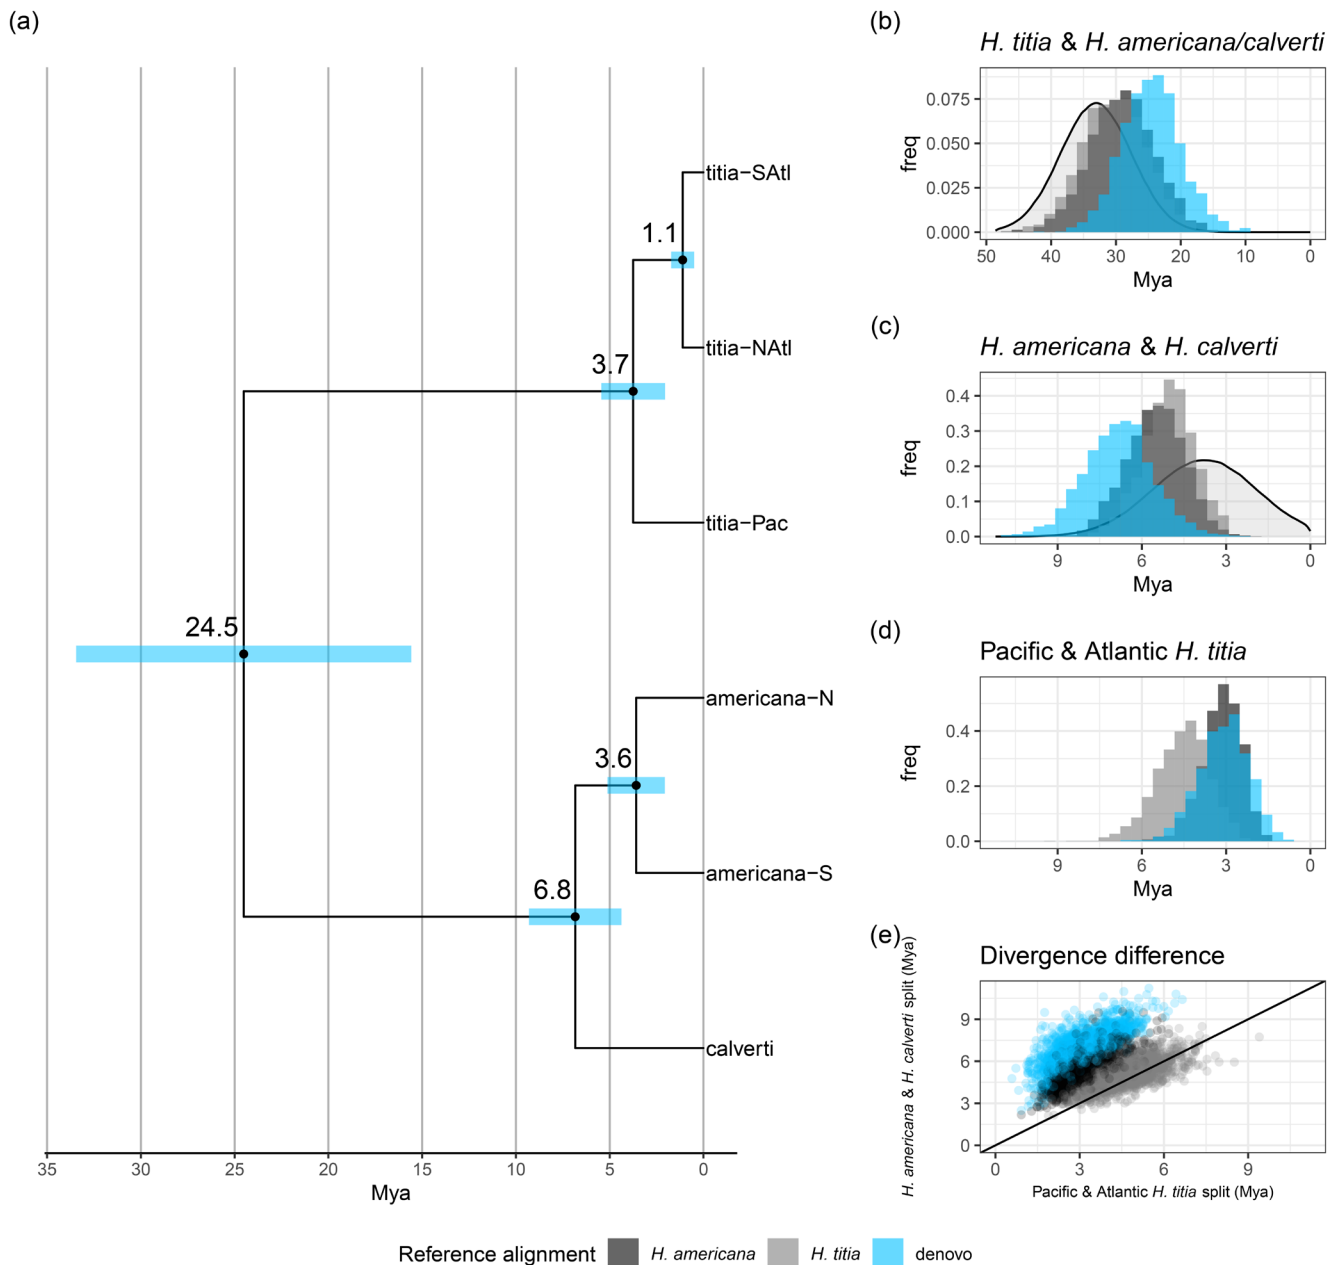 (a)
titia−SAtl
1.1
titia−NAtl
3.7
titia−Pac
24.5
americana−N
3.6
americana−S
6.8
calverti
35 30 25 20 15 10 5 0
Mya
(b)
H. titia & H. americana/calverti
0.075
0.050
0.025
0.000
freq
50 40 30 20 10 0
Mya
(c)
H. americana & H. calverti
0.4
0.3
0.2
0.1
0.0
freq
9 6 3 0
Mya
(d)
Pacific & Atlantic H. titia
0.4
0.2
0.0
freq
9 6 3 0
Mya
(e)
Divergence difference
H. americana & H. calverti split (Mya)
9
6
3
0
0 3 6 9
Pacific & Atlantic H. titia split (Mya)
Reference alignment H. americana H. titia denovo